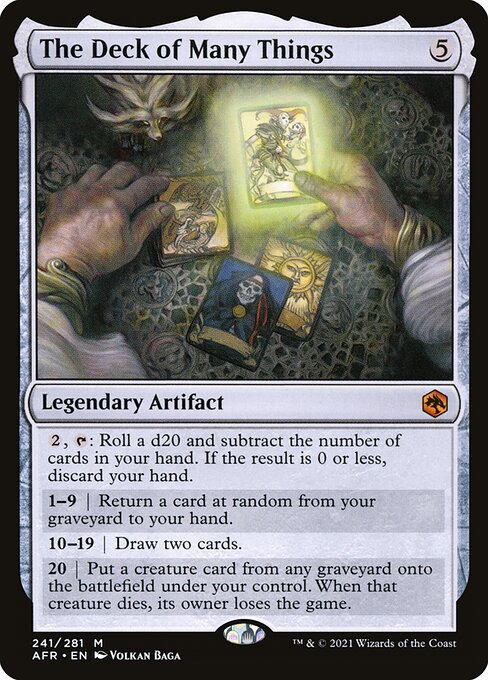 The Deck of Many Things 5
Legendary Artifact
2, T: Roll a d20 and subtract the number of
cards in your hand. If the result is 0 or less,
discard your hand.
1–9 | Return a card at random from your
graveyard to your hand.
10–19 | Draw two cards.
20 | Put a creature card from any graveyard onto
the battlefield under your control. When that
creature dies, its owner loses the game.
241/281 M
AFR • EN Volkan Baga
™ & © 2021 Wizards of the Coast